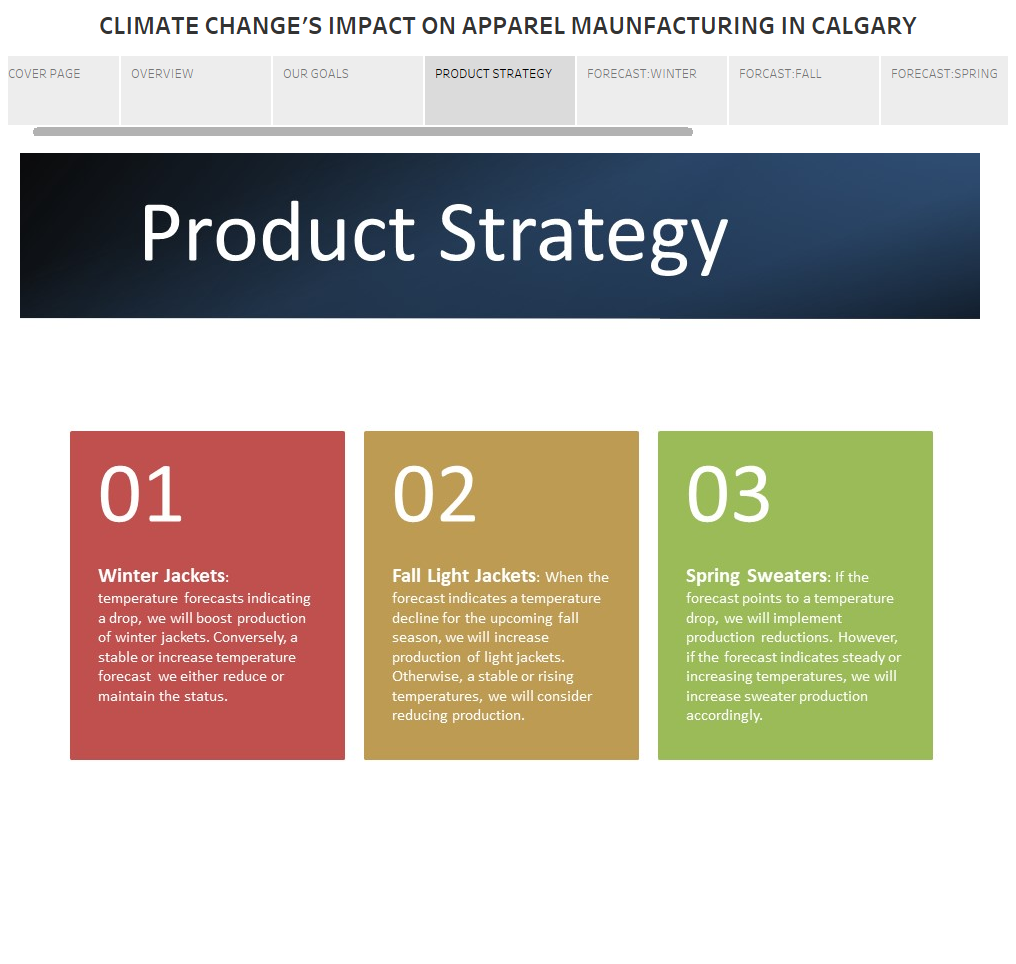 CLIMATE CHANGE’S IMPACT ON APPAREL MAUNFACTURING IN CALGARY
COVER PAGE
OVERVIEW
OUR GOALS
PRODUCT STRATEGY
FORECAST:WINTER
FORCAST:FALL
FORECAST:SPRING
Product Strategy
01
Winter Jackets:
temperature forecasts indicating
a drop, we will boost production
of winter jackets. Conversely, a
stable or increase temperature
forecast we either reduce or
maintain the status.
02
Fall Light Jackets: When the
forecast indicates a temperature
decline for the upcoming fall
season, we will increase
production of light jackets.
Otherwise, a stable or rising
temperatures, we will consider
reducing production.
03
Spring Sweaters: If the
forecast points to a temperature
drop, we will implement
production reductions. However,
if the forecast indicates steady or
increasing temperatures, we will
increase sweater production
accordingly.